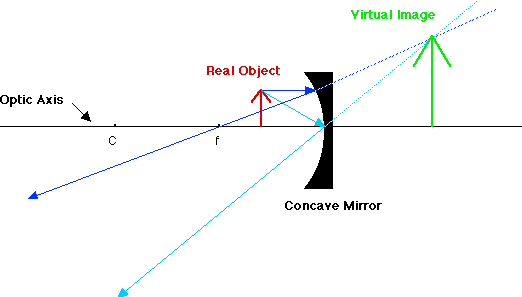 Virtual Image
Real Object
Optic Axis
C
f
Concave Mirror